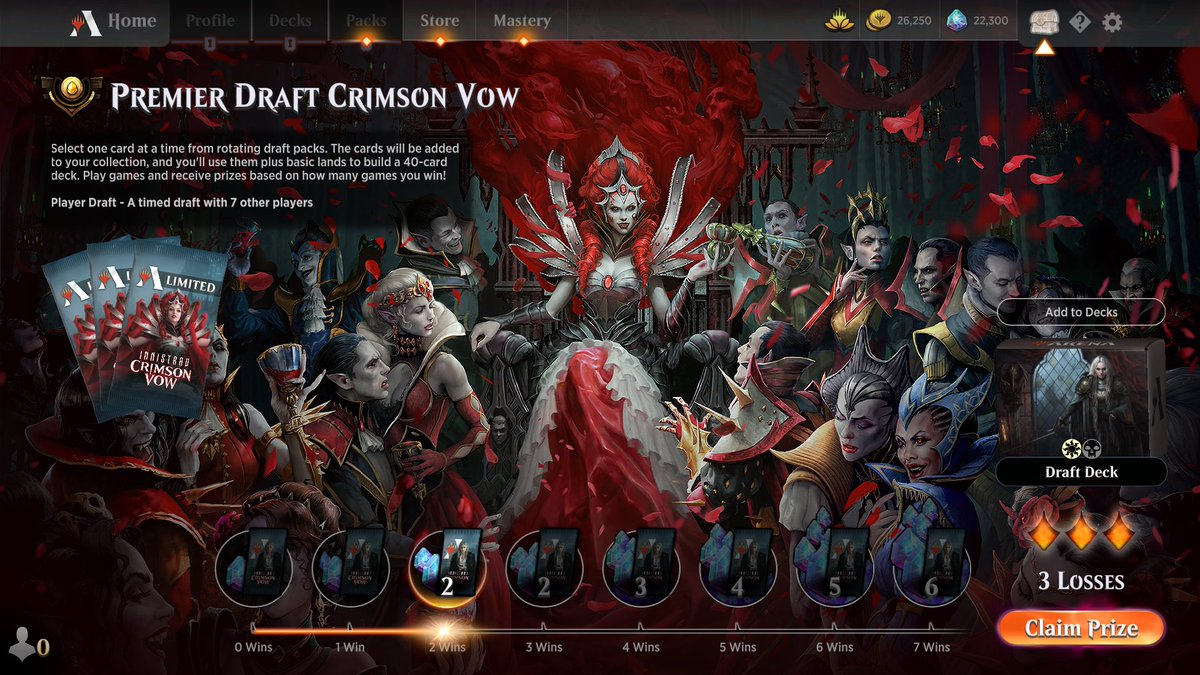 Home
Profile
Decks
Packs
Store
Mastery
26,250
22,300
PREMIER DRAFT CRIMSON VOW
Select one card at a time from rotating draft packs. The cards will be added
to your collection, and you'll use them plus basic lands to build a 40-card
deck. Play games and receive prizes based on how many games you win!
Player Draft - A timed draft with 7 other players
LIMITED
INNISTRAD
CRIMSON
VOW
Add to Decks
ARENA
Draft Deck
3 LOSSES
Claim Prize
2
2
3
4
5
6
0 Wins
1 Win
2 Wins
3 Wins
4 Wins
5 Wins
6 Wins
7 Wins
0